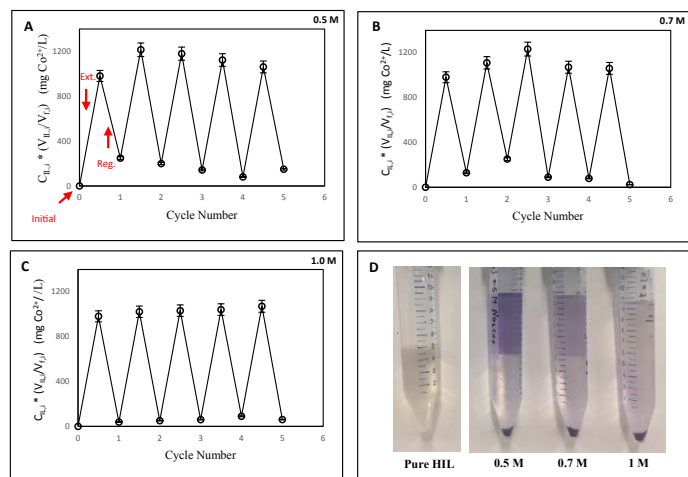 A
0.5 M
C_IL,i * (V_IL,i/V_f,i) (mg Co²⁺/L)
1200
800
400
0
Ext.
Reg.
Initial
0 1 2 3 4 5 6
Cycle Number
B
0.7 M
C_IL,i * (V_IL,i/V_f,i) (mg Co²⁺/L)
1200
800
400
0
0 1 2 3 4 5 6
Cycle Number
C
1.0 M
C_IL,i * (V_IL,i/V_f,i) (mg Co²⁺//L)
1200
800
400
0
0 1 2 3 4 5 6
Cycle Number
D
Pure HIL
0.5 M
0.7 M
1 M